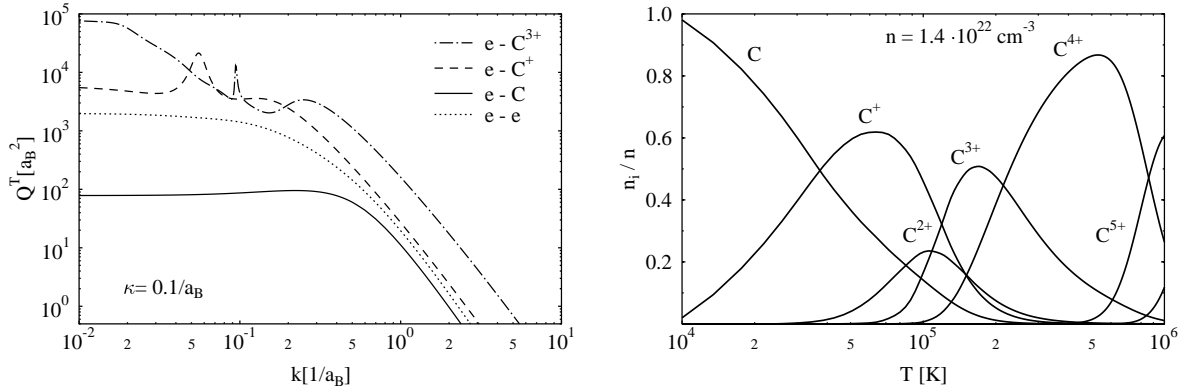 10^5
10^4
10^3
10^2
10^1
10^0
Q^T[a_B^2]
e - C^3+
e - C^+
e - C
e - e
κ= 0.1/a_B
10^-2 2 5 10^-1 2 5 10^0 2 5 10^1
k[1/a_B]
1.0
0.8
0.6
0.4
0.2
n_i / n
n = 1.4 ·10^22 cm^-3
C
C^+
C^2+
C^3+
C^4+
C^5+
10^4 2 5 10^5 2 5 10^6
T [K]